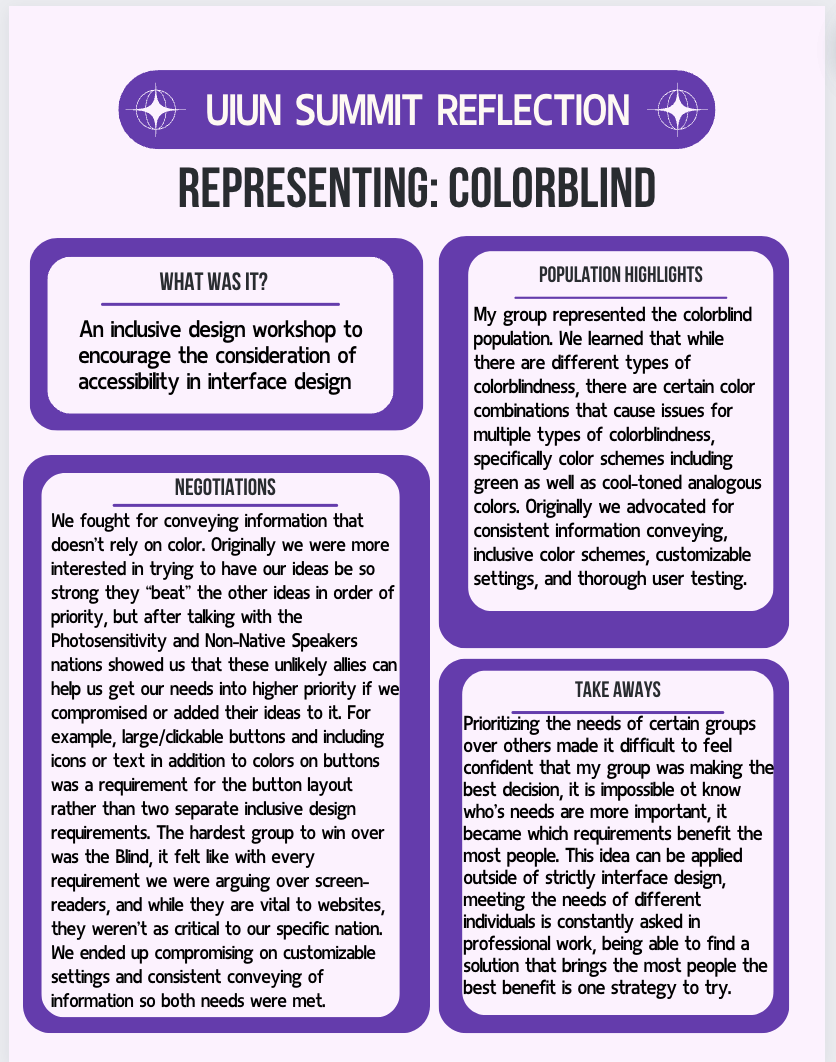 UIUN SUMMIT REFLECTION
REPRESENTING: COLORBLIND
WHAT WAS IT?
An inclusive design workshop to
encourage the consideration of
accessibility in interface design
POPULATION HIGHLIGHTS
My group represented the colorblind
population. We learned that while
there are different types of
colorblindness, there are certain color
combinations that cause issues for
multiple types of colorblindness,
specifically color schemes including
green as well as cool-toned analogous
colors. Originally we advocated for
consistent information conveying,
inclusive color schemes, customizable
settings, and thorough user testing.
NEGOTIATIONS
We fought for conveying information that
doesn't rely on color. Originally we were more
interested in trying to have our ideas be so
strong they “beat” the other ideas in order of
priority, but after talking with the
Photosensitivity and Non-Native Speakers
nations showed us that these unlikely allies can
help us get our needs into higher priority if we
compromised or added their ideas to it. For
example, large/clickable buttons and including
icons or text in addition to colors on buttons
was a requirement for the button layout
rather than two separate inclusive design
requirements. The hardest group to win over
was the Blind, it felt like with every
requirement we were arguing over screen-
readers, and while they are vital to websites,
they weren't as critical to our specific nation.
We ended up compromising on customizable
settings and consistent conveying of
information so both needs were met.
TAKE AWAYS
Prioritizing the needs of certain groups
over others made it difficult to feel
confident that my group was making the
best decision, it is impossible ot know
who's needs are more important, it
became which requirements benefit the
most people. This idea can be applied
outside of strictly interface design,
meeting the needs of different
individuals is constantly asked in
professional work, being able to find a
solution that brings the most people the
best benefit is one strategy to try.